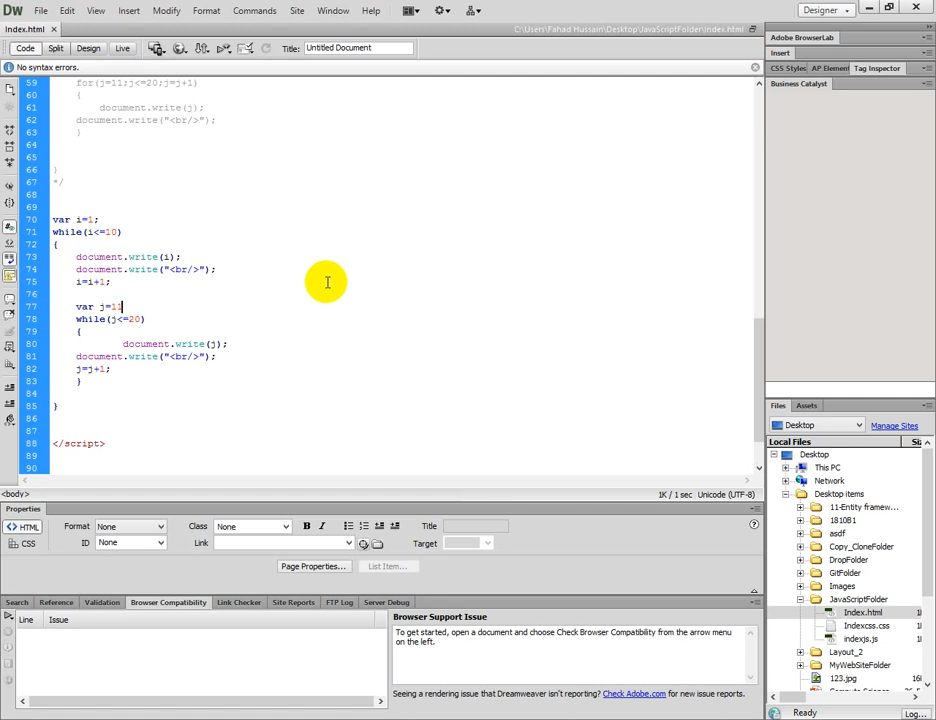 Dw File Edit View Insert Modify Format Commands Site Window Help Designer
Index.html
C:\Users\Fahad Hussain\Desktop\JavaScriptFolder\Index.html
Code Split Design Live Title: Untitled Document
No syntax errors.
59 for(j=11;j<=20;j=j+1)
60 {
61 document.write(j);
62 document.write("<br/>");
63 }
64
65
66 }
67 */
68
69
70 var i=1;
71 while(i<=10)
72 {
73 document.write(i);
74 document.write("<br/>");
75 i=i+1;
76
77 var j=11
78 while(j<=20)
79 {
80 document.write(j);
81 document.write("<br/>");
82 j=j+1;
83 }
84
85 }
86
87
88 </script>
89
90
<body>
1K / 1 sec Unicode (UTF-8)
Properties
HTML Format None Class None B I Title
CSS ID None Link Target
Page Properties... List Item...
Search Reference Validation Browser Compatibility Link Checker Site Reports FTP Log Server Debug
Line Issue
Browser Support Issue
To get started, open a document and choose Check Browser Compatibility from the arrow menu
on the left.
Seeing a rendering issue that Dreamweaver isn't reporting? Check Adobe.com for new issue reports.
Adobe BrowserLab
Insert
CSS Styles AP Element Tag Inspector
Business Catalyst
Files Assets
Desktop Manage Sites
Local Files
Desktop
This PC
Network
Desktop items
11-Entity framew...
1810B1
asdf
Copy_CloneFolder
DropFolder
GitFolder
Images
JavaScriptFolder
Index.html
Indexcss.css
indexjs.js
Layout_2
MyWebSiteFolder
123.jpg
Ready Log...